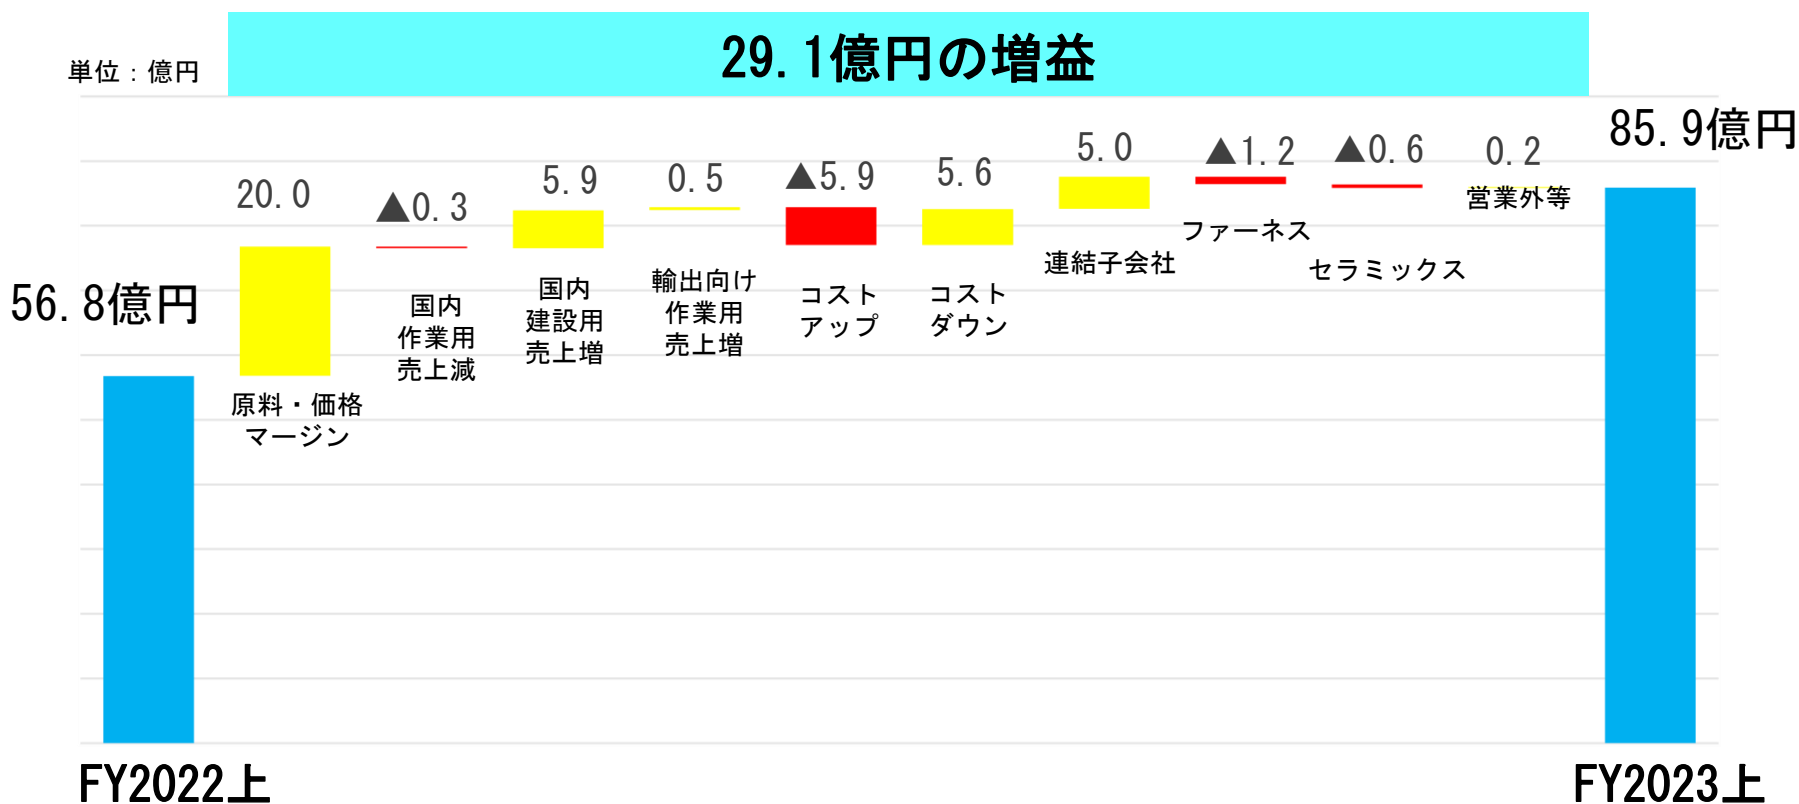 29.1億円の増益
単位：億円
85.9億円
56.8億円
20.0
▲0.3
5.9
0.5
▲5.9
5.6
5.0
▲1.2
▲0.6
0.2
原料・価格
マージン
国内
作業用
売上減
国内
建設用
売上増
輸出向け
作業用
売上増
コスト
アップ
コスト
ダウン
連結子会社
ファーネス
セラミックス
営業外等
FY2022上
FY2023上